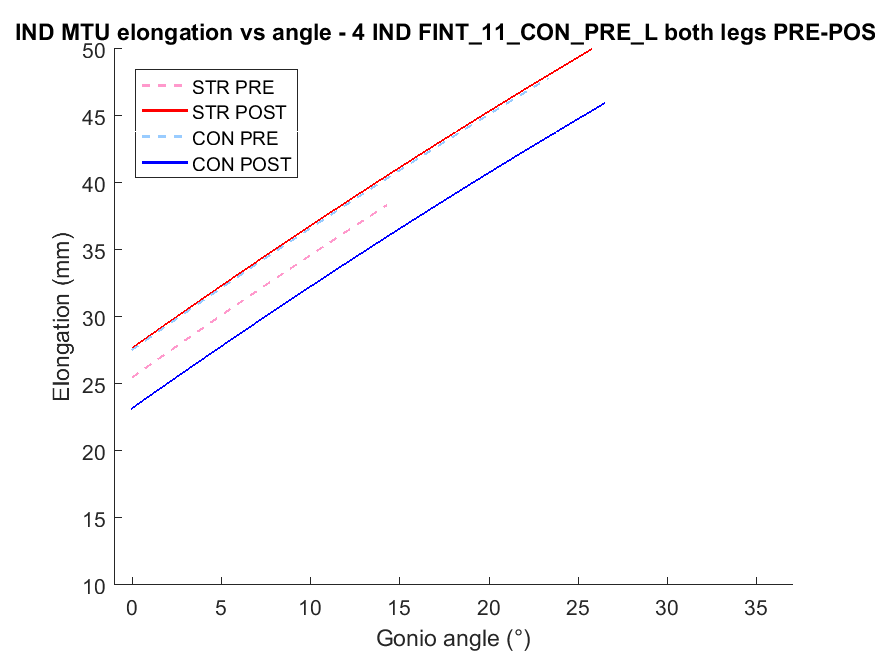 IND MTU elongation vs angle - 4 IND FINT_11_CON_PRE_L both legs PRE-POS
STR PRE
STR POST
CON PRE
CON POST
50
45
40
35
30
25
20
15
10
Elongation (mm)
0 5 10 15 20 25 30 35
Gonio angle (°)